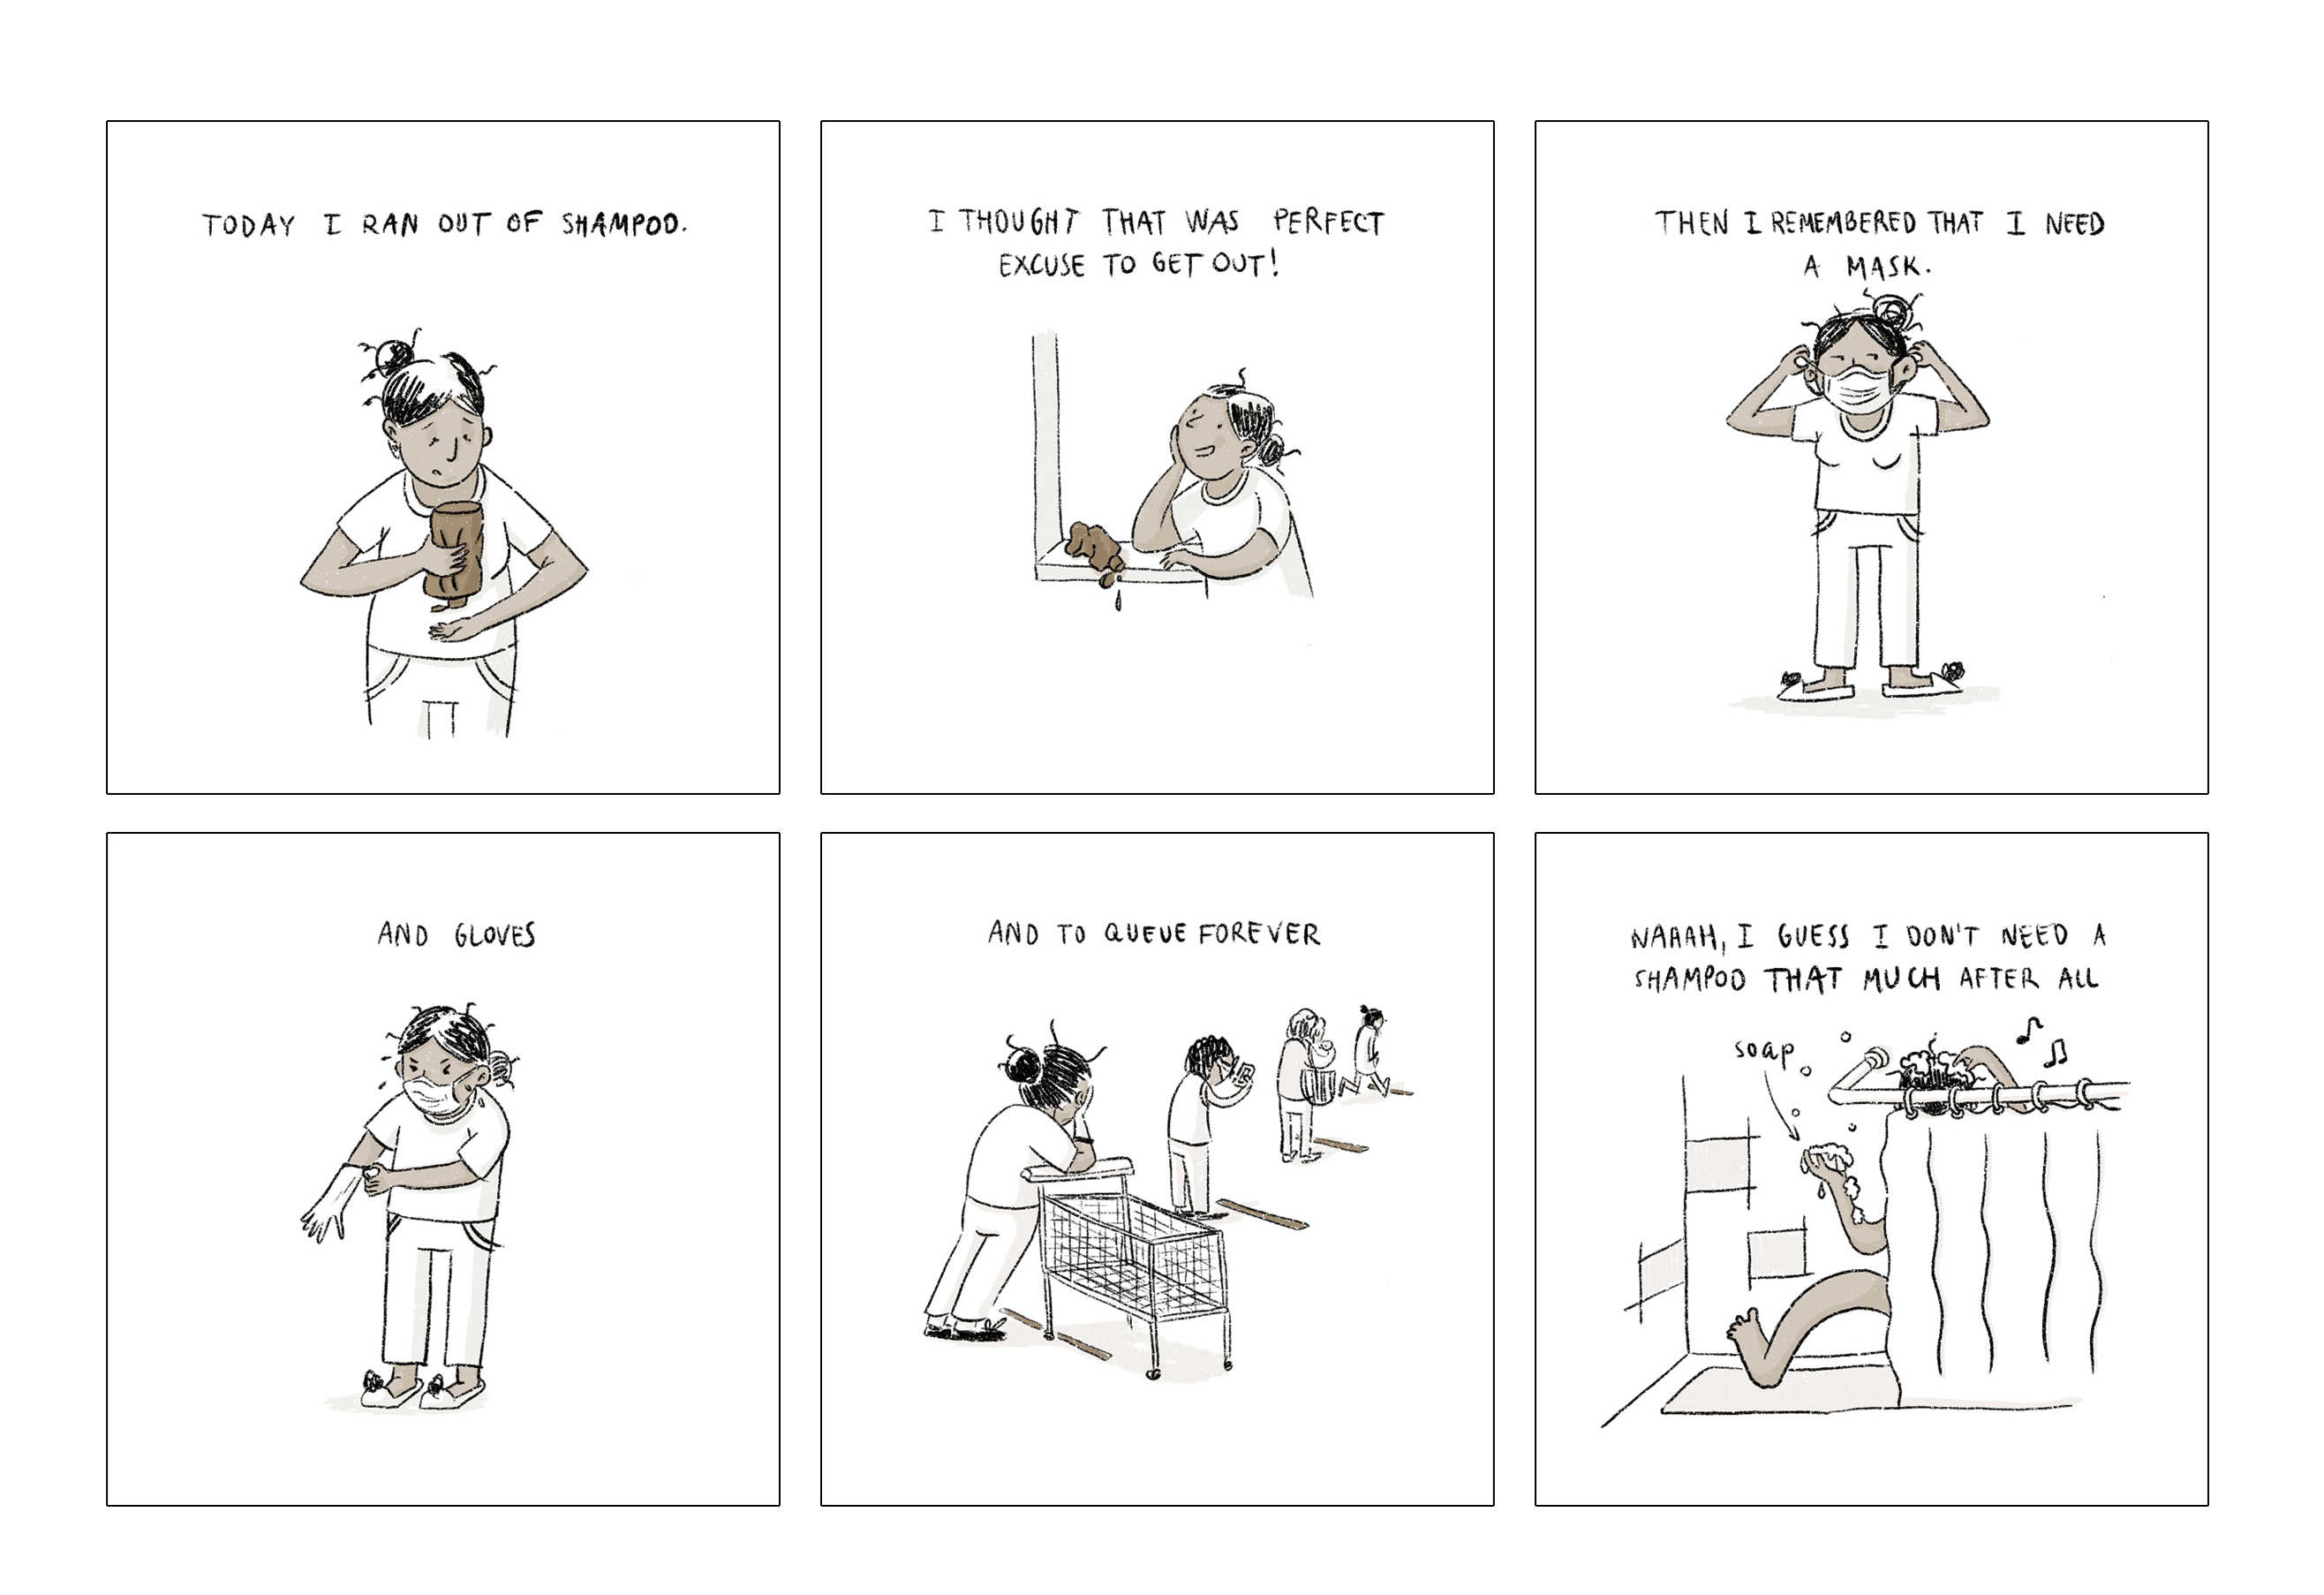 TODAY I RAN OUT OF SHAMPOO.
I THOUGHT THAT WAS PERFECT
EXCUSE TO GET OUT!
THEN I REMEMBERED THAT I NEED
A MASK.
AND GLOVES
AND TO QUEUE FOREVER
NAAAH, I GUESS I DON'T NEED A
SHAMPOO THAT MUCH AFTER ALL
soap